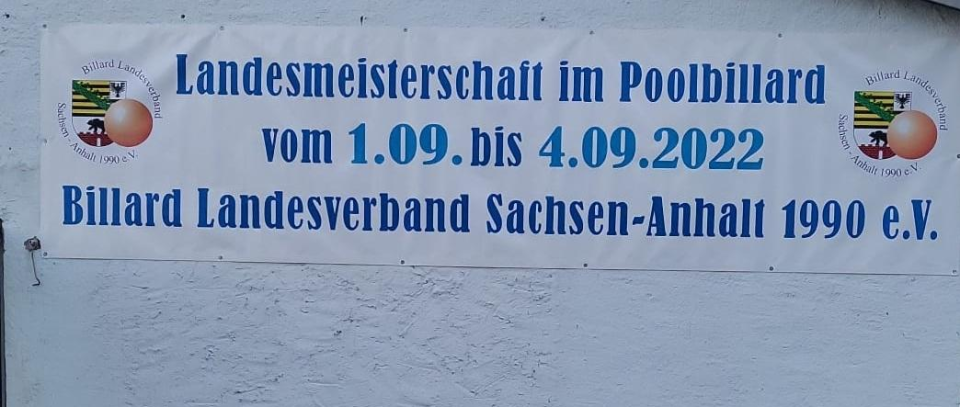 Landesmeisterschaft im Poolbillard
vom 1.09. bis 4.09.2022
Billard Landesverband Sachsen-Anhalt 1990 e.V.
Billard Landesverband
Sachsen - Anhalt 1990 e.V.
Billard Landesverband
Sachsen - Anhalt 1990 e.V.